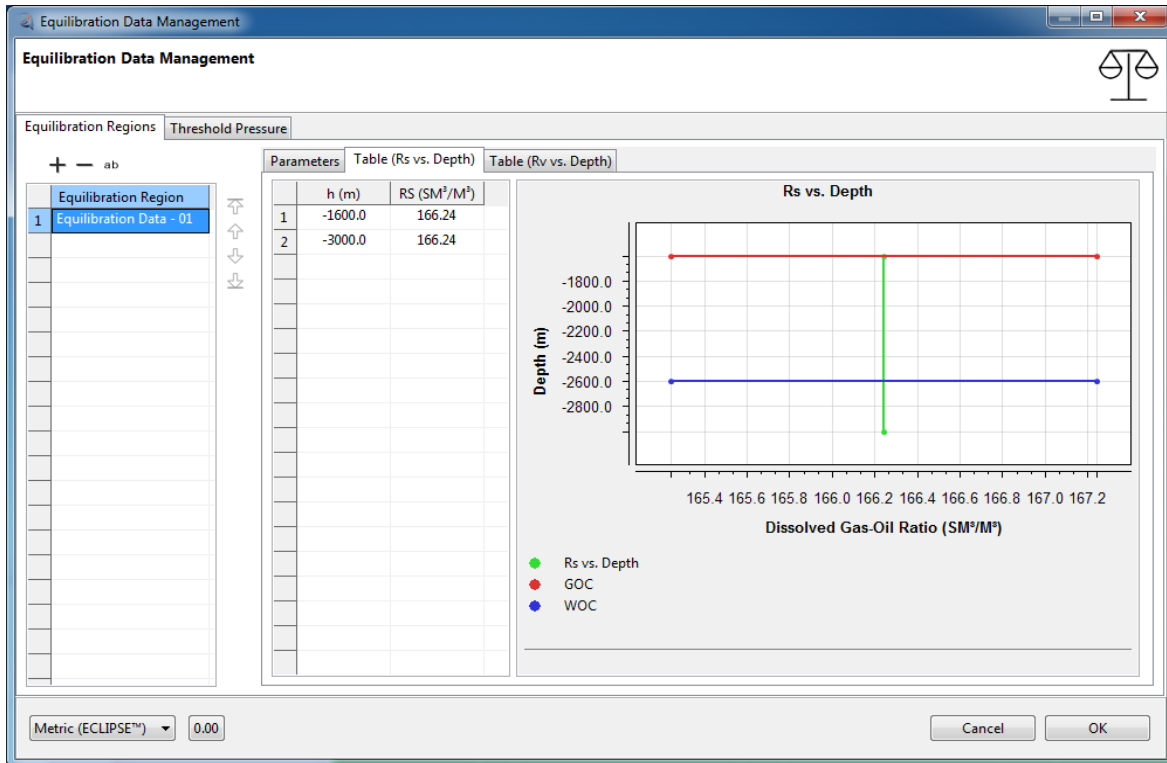 Equilibration Data Management
Equilibration Data Management
Equilibration Regions Threshold Pressure
ab
Equilibration Region
1 Equilibration Data - 01
Parameters Table (Rs vs. Depth) Table (Rv vs. Depth)
h (m) RS (SM³/M³)
1 -1600.0 166.24
2 -3000.0 166.24
Rs vs. Depth
Depth (m)
-1800.0
-2000.0
-2200.0
-2400.0
-2600.0
-2800.0
165.4 165.6 165.8 166.0 166.2 166.4 166.6 166.8 167.0 167.2
Dissolved Gas-Oil Ratio (SM³/M³)
Rs vs. Depth
GOC
WOC
Metric (ECLIPSE™) 0.00 Cancel OK